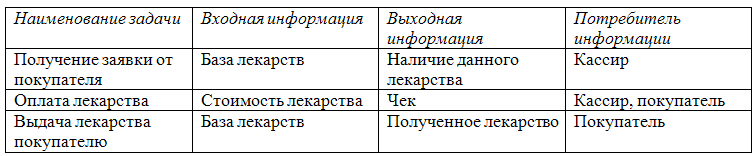 Наименование задачи Входная информация Выходная информация Потребитель информации
Получение заявки от покупателя База лекарств Наличие данного лекарства Кассир
Оплата лекарства Стоимость лекарства Чек Кассир, покупатель
Выдача лекарства покупателю База лекарств Полученное лекарство Покупатель